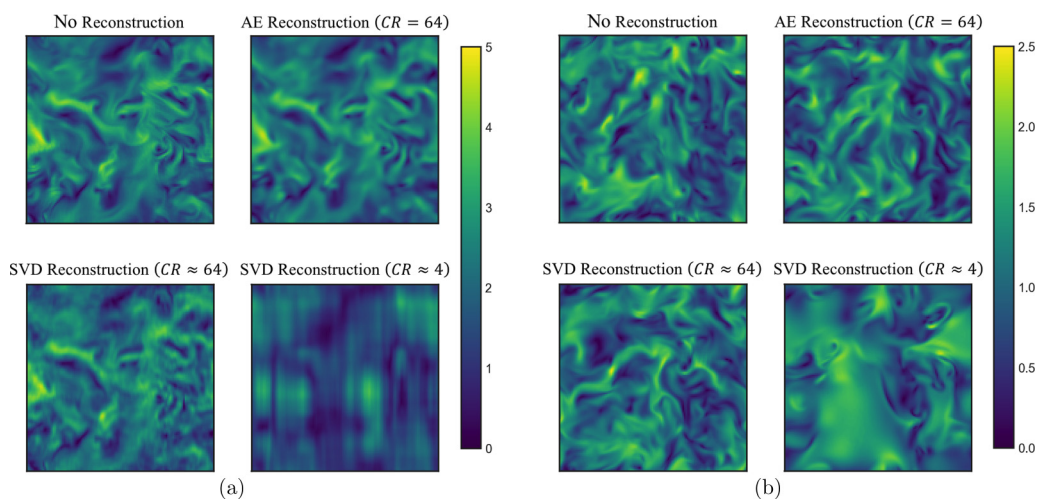 No Reconstruction
AE Reconstruction (CR = 64)
5
4
3
2
1
0
SVD Reconstruction (CR ≈ 64)
SVD Reconstruction (CR ≈ 4)
(a)
No Reconstruction
AE Reconstruction (CR = 64)
2.5
2.0
1.5
1.0
0.5
0.0
SVD Reconstruction (CR ≈ 64)
SVD Reconstruction (CR ≈ 4)
(b)